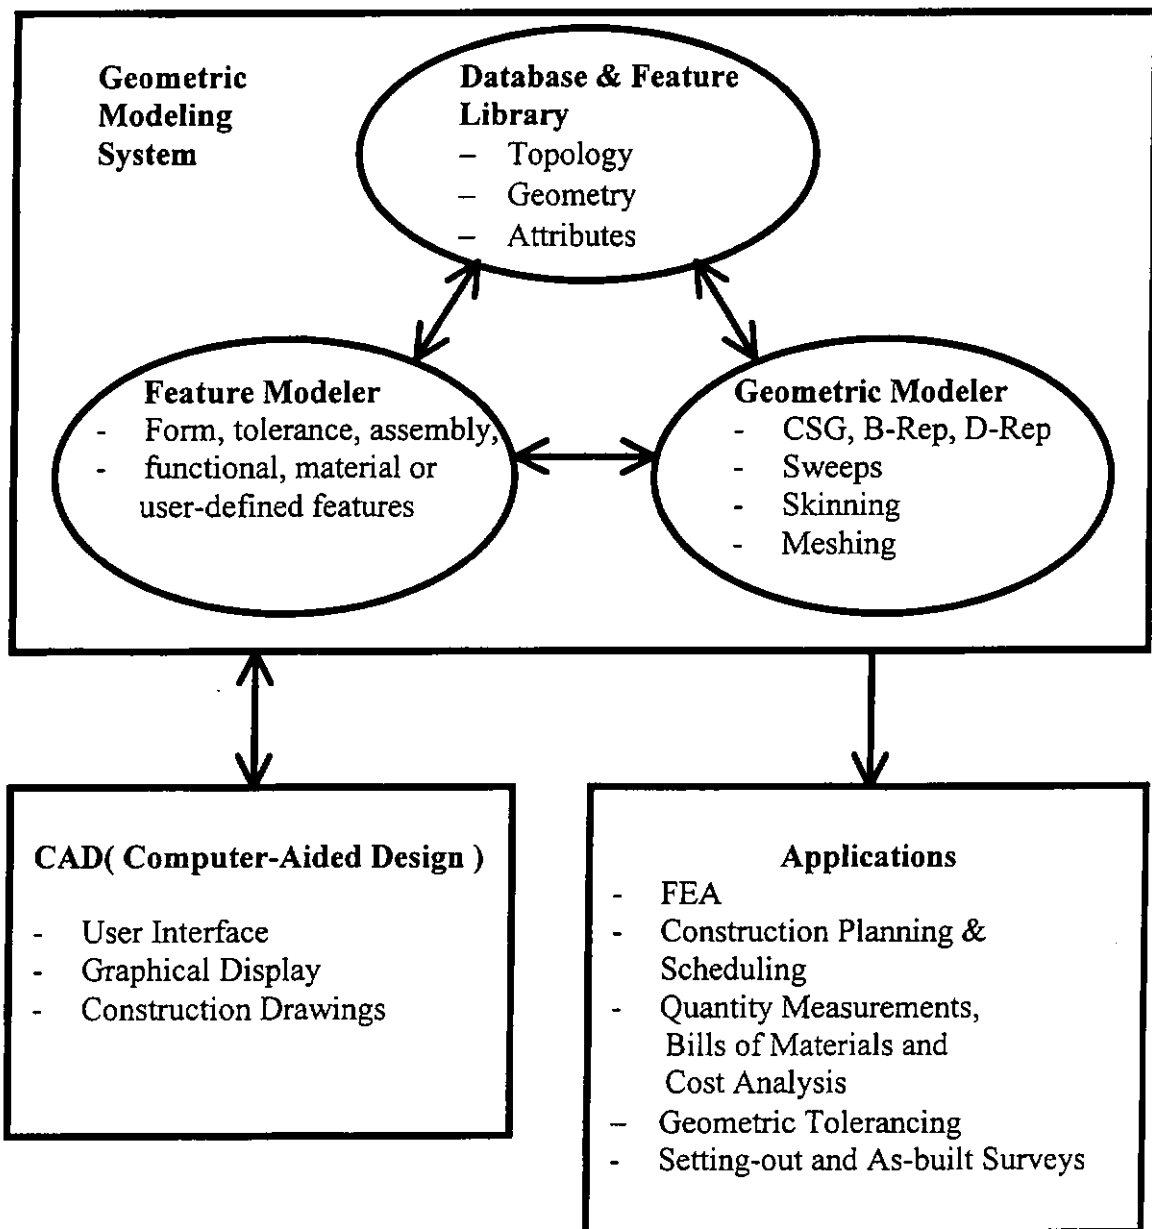 Geometric
Modeling
System
Database & Feature
Library
– Topology
– Geometry
– Attributes
Feature Modeler
- Form, tolerance, assembly,
- functional, material or
user-defined features
Geometric Modeler
- CSG, B-Rep, D-Rep
- Sweeps
- Skinning
- Meshing
CAD( Computer-Aided Design )
- User Interface
- Graphical Display
- Construction Drawings
Applications
- FEA
- Construction Planning &
Scheduling
- Quantity Measurements,
Bills of Materials and
Cost Analysis
– Geometric Tolerancing
- Setting-out and As-built Surveys